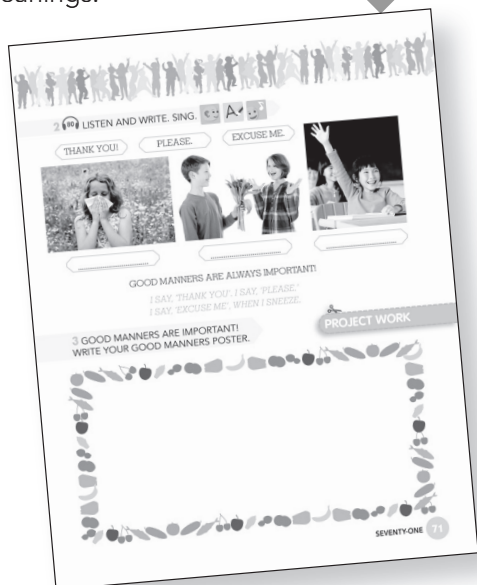 eanings.
2 80 LISTEN AND WRITE. SING.
THANK YOU! PLEASE. EXCUSE ME.
GOOD MANNERS ARE ALWAYS IMPORTANT!
I SAY, 'THANK YOU'. I SAY, 'PLEASE.'
I SAY, 'EXCUSE ME', WHEN I SNEEZE.
PROJECT WORK
3 GOOD MANNERS ARE IMPORTANT!
WRITE YOUR GOOD MANNERS POSTER.
SEVENTY-ONE 71